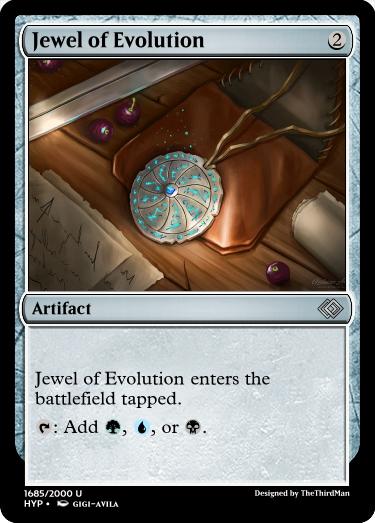 Jewel of Evolution 2
Artifact
Jewel of Evolution enters the
battlefield tapped.
: Add , , or .
1685/2000 U
Designed by TheThirdMan
HYP • GIGI-AVILA